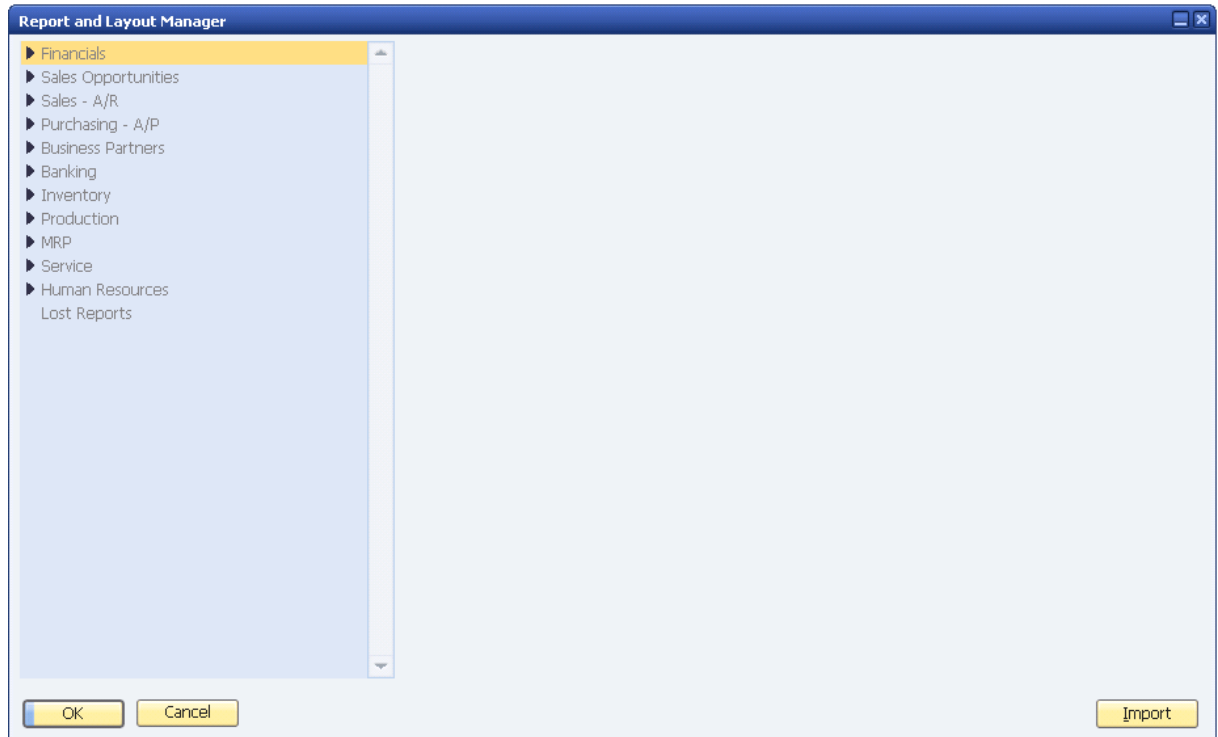 Report and Layout Manager
Financials
Sales Opportunities
Sales - A/R
Purchasing - A/P
Business Partners
Banking
Inventory
Production
MRP
Service
Human Resources
Lost Reports
OK
Cancel
Import